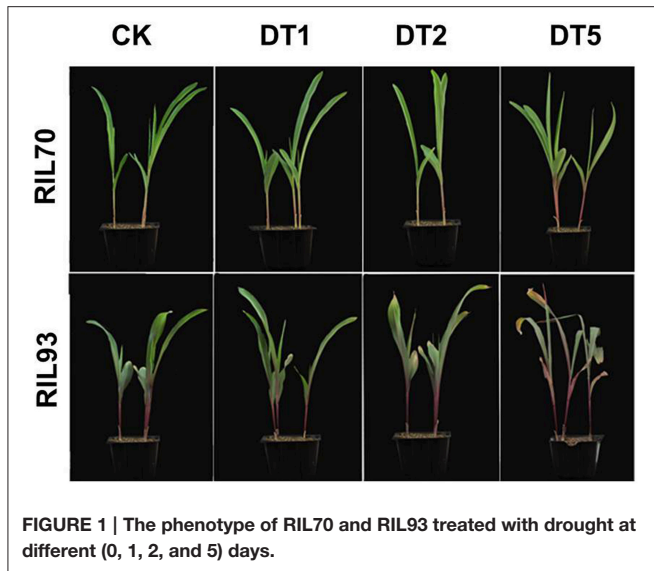 CK DT1 DT2 DT5
RIL70
RIL93
FIGURE 1 | The phenotype of RIL70 and RIL93 treated with drought at
different (0, 1, 2, and 5) days.